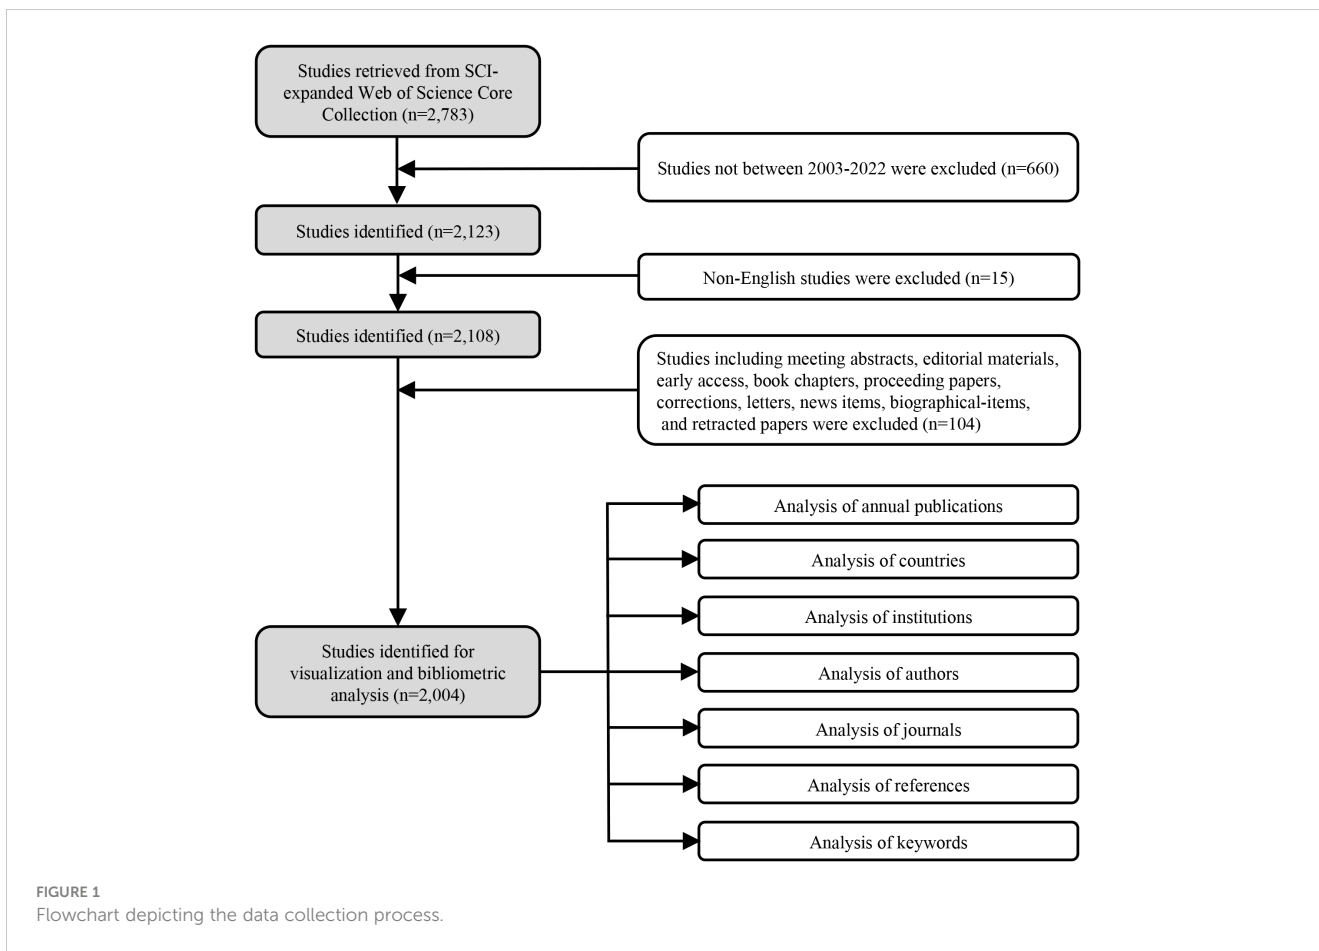 Studies retrieved from SCI-
expanded Web of Science Core
Collection (n=2,783)
Studies not between 2003-2022 were excluded (n=660)
Studies identified (n=2,123)
Non-English studies were excluded (n=15)
Studies identified (n=2,108)
Studies including meeting abstracts, editorial materials,
early access, book chapters, proceeding papers,
corrections, letters, news items, biographical-items,
and retracted papers were excluded (n=104)
Analysis of annual publications
Analysis of countries
Analysis of institutions
Studies identified for
visualization and bibliometric
analysis (n=2,004)
Analysis of authors
Analysis of journals
Analysis of references
Analysis of keywords
FIGURE 1
Flowchart depicting the data collection process.